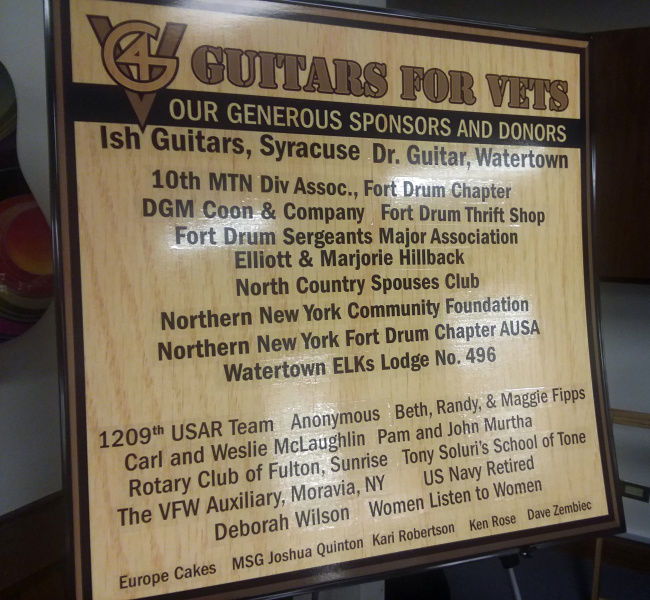 G4V
GUITARS FOR VETS
OUR GENEROUS SPONSORS AND DONORS
Ish Guitars, Syracuse Dr. Guitar, Watertown
10th MTN Div Assoc., Fort Drum Chapter
DGM Coon & Company Fort Drum Thrift Shop
Fort Drum Sergeants Major Association
Elliott & Marjorie Hillback
North Country Spouses Club
Northern New York Community Foundation
Northern New York Fort Drum Chapter AUSA
Watertown ELKs Lodge No. 496
1209th USAR Team Anonymous Beth, Randy, & Maggie Fipps
Carl and Weslie McLaughlin Pam and John Murtha
Rotary Club of Fulton, Sunrise Tony Soluri's School of Tone
The VFW Auxiliary, Moravia, NY US Navy Retired
Deborah Wilson Women Listen to Women
Europe Cakes MSG Joshua Quinton Kari Robertson Ken Rose Dave Zembiec